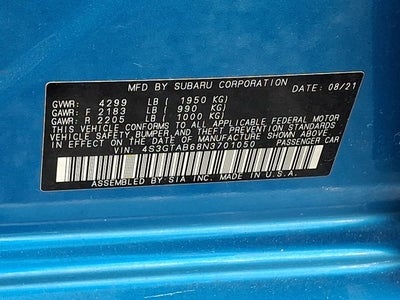 MFD BY SUBARU CORPORATION DATE: 08/21
GVWR: 4299 LB ( 1950 KG)
GAWR: F 2183 LB ( 990 KG)
GAWR: R 2205 LB ( 1000 KG)
THIS VEHICLE CONFORMS TO ALL APPLICABLE FEDERAL MOTOR
VEHICLE SAFETY, BUMPER AND THEFT PREVENTION STANDARDS
IN EFFECT ON THE DATE OF MANUFACTURE SHOWN ABOVE.
VIN: 4S3GTAB68N3701050 PASSENGER CAR
ASSEMBLED BY SIA INC. MADE IN U.S.A.